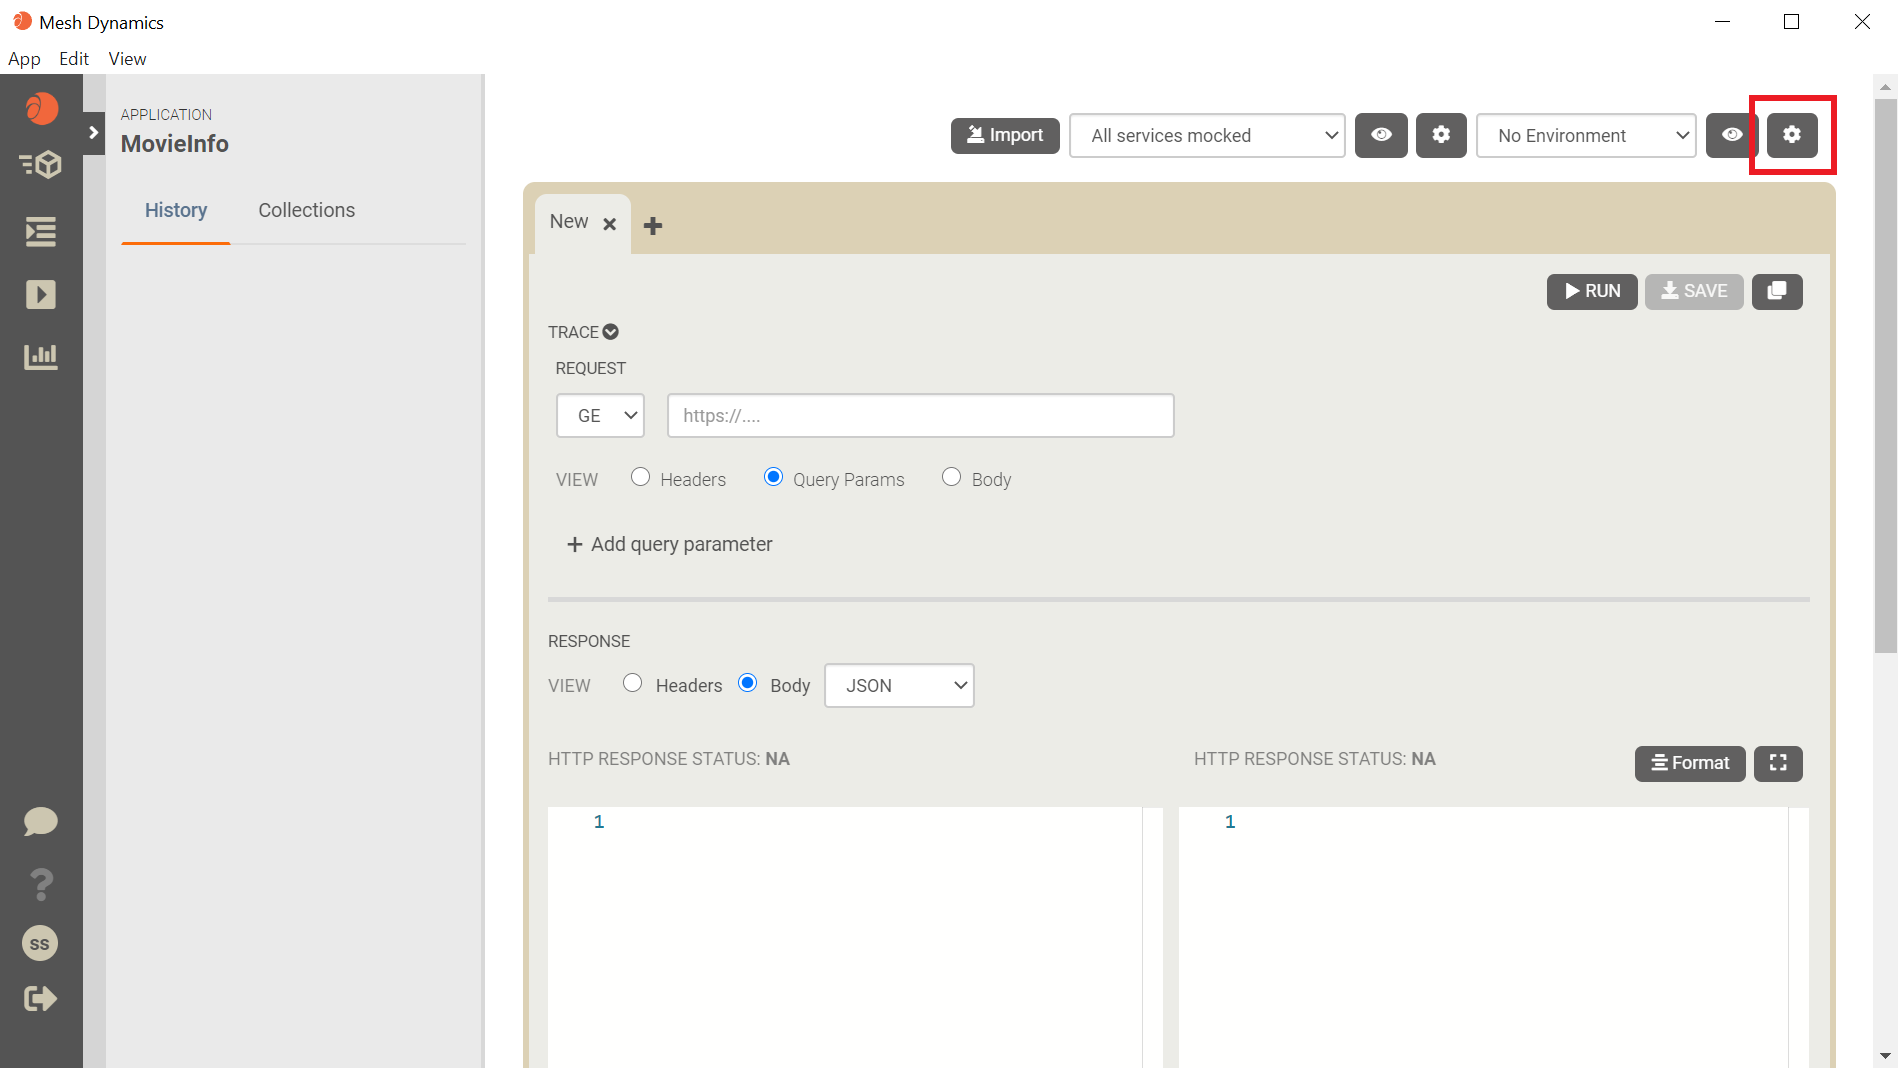 Mesh Dynamics
App Edit View
APPLICATION
MovieInfo
History Collections
Import All services mocked No Environment
New
RUN SAVE
TRACE
REQUEST
GE https://....
VIEW Headers Query Params Body
+ Add query parameter
RESPONSE
VIEW Headers Body JSON
HTTP RESPONSE STATUS: NA HTTP RESPONSE STATUS: NA Format
1 1
?
SS